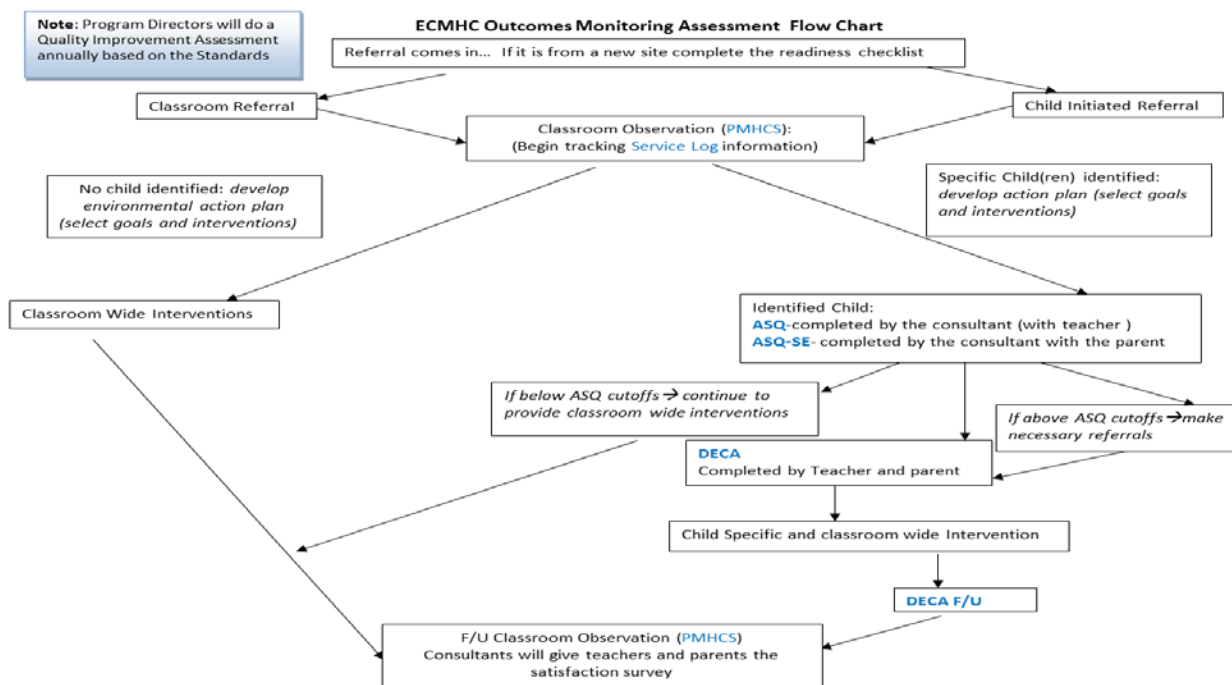 Note: Program Directors will do a
Quality Improvement Assessment
annually based on the Standards
ECMHC Outcomes Monitoring Assessment Flow Chart
Referral comes in... If it is from a new site complete the readiness checklist
Classroom Referral
Child Initiated Referral
Classroom Observation (PMHCS):
(Begin tracking Service Log information)
No child identified: develop
environmental action plan
(select goals and interventions)
Specific Child(ren) identified:
develop action plan (select goals
and interventions)
Classroom Wide Interventions
Identified Child:
ASQ-completed by the consultant (with teacher )
ASQ-SE- completed by the consultant with the parent
If below ASQ cutoffs→ continue to
provide classroom wide interventions
If above ASQ cutoffs→make
necessary referrals
DECA
Completed by Teacher and parent
Child Specific and classroom wide Intervention
DECA F/U
F/U Classroom Observation (PMHCS)
Consultants will give teachers and parents the
satisfaction survey